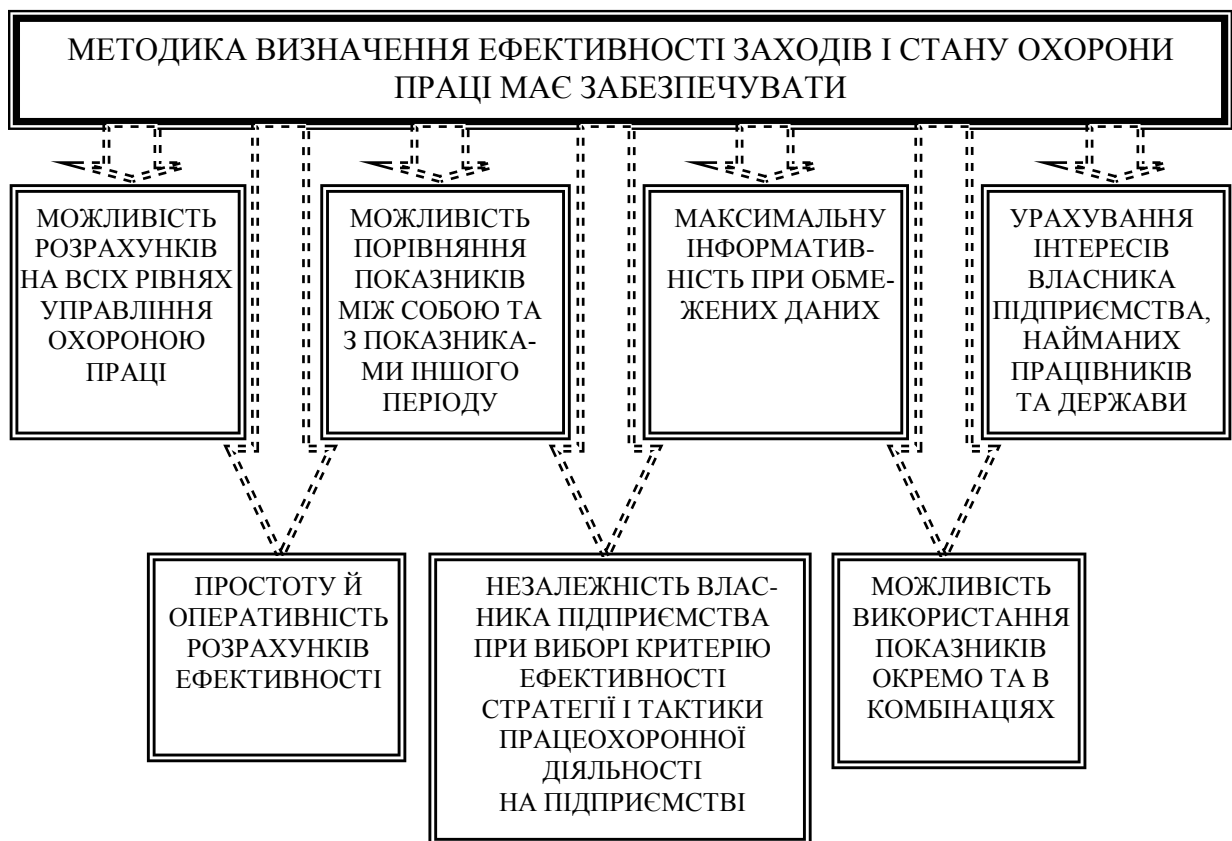 МЕТОДИКА ВИЗНАЧЕННЯ ЕФЕКТИВНОСТІ ЗАХОДІВ І СТАНУ ОХОРОНИ
ПРАЦІ МАЄ ЗАБЕЗПЕЧУВАТИ
МОЖЛИВІСТЬ
РОЗРАХУНКІВ
НА ВСІХ РІВНЯХ
УПРАВЛІННЯ
ОХОРОНОЮ
ПРАЦІ
МОЖЛИВІСТЬ
ПОРІВНЯННЯ
ПОКАЗНИКІВ
МІЖ СОБОЮ ТА
З ПОКАЗНИКА-
МИ ІНШОГО
ПЕРІОДУ
МАКСИМАЛЬНУ
ІНФОРМАТИВ-
НІСТЬ ПРИ ОБМЕ-
ЖЕНИХ ДАНИХ
УРАХУВАННЯ
ІНТЕРЕСІВ
ВЛАСНИКА
ПІДПРИЄМСТВА,
НАЙМАНИХ
ПРАЦІВНИКІВ
ТА ДЕРЖАВИ
ПРОСТОТУ Й
ОПЕРАТИВНІСТЬ
РОЗРАХУНКІВ
ЕФЕКТИВНОСТІ
НЕЗАЛЕЖНІСТЬ ВЛАС-
НИКА ПІДПРИЄМСТВА
ПРИ ВИБОРІ КРИТЕРІЮ
ЕФЕКТИВНОСТІ
СТРАТЕГІЇ І ТАКТИКИ
ПРАЦЕОХОРОННОЇ
ДІЯЛЬНОСТІ
НА ПІДПРИЄМСТВІ
МОЖЛИВІСТЬ
ВИКОРИСТАННЯ
ПОКАЗНИКІВ
ОКРЕМО ТА В
КОМБІНАЦІЯХ